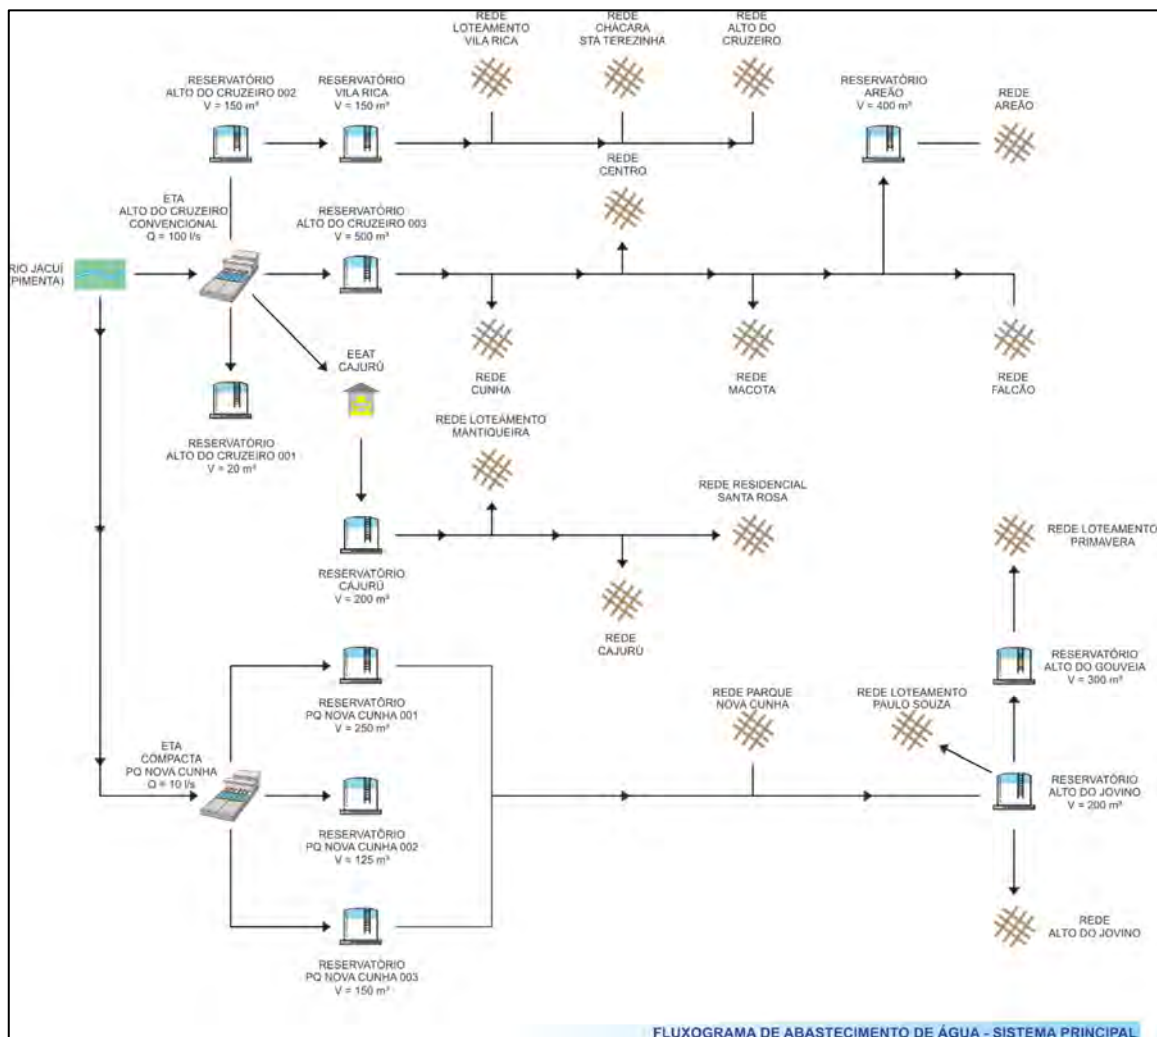 REDE
LOTEAMENTO
VILA RICA
REDE
CHÁCARA
STA TEREZINHA
REDE
ALTO DO
CRUZEIRO
RESERVATÓRIO
ALTO DO CRUZEIRO 002
V = 150 m³
RESERVATÓRIO
VILA RICA
V = 150 m³
RESERVATÓRIO
AREÃO
V = 400 m³
REDE
AREÃO
REDE
CENTRO
ETA
ALTO DO CRUZEIRO
CONVENCIONAL
Q = 100 l/s
RESERVATÓRIO
ALTO DO CRUZEIRO 003
V = 500 m³
RIO JACUÍ
(PIMENTA)
EEAT
CAJURÚ
REDE
CUNHA
REDE
MACOTA
REDE
FALCÃO
RESERVATÓRIO
ALTO DO CRUZEIRO 001
V = 20 m³
REDE LOTEAMENTO
MANTIQUEIRA
REDE RESIDENCIAL
SANTA ROSA
REDE LOTEAMENTO
PRIMAVERA
RESERVATÓRIO
CAJURÚ
V = 200 m³
REDE
CAJURÚ
RESERVATÓRIO
ALTO DO GOUVEIA
V = 300 m³
RESERVATÓRIO
PQ NOVA CUNHA 001
V = 250 m³
REDE PARQUE
NOVA CUNHA
REDE LOTEAMENTO
PAULO SOUZA
ETA
COMPACTA
PQ NOVA CUNHA
Q = 10 l/s
RESERVATÓRIO
ALTO DO JOVINO
V = 200 m³
RESERVATÓRIO
PQ NOVA CUNHA 002
V = 125 m³
REDE
ALTO DO JOVINO
RESERVATÓRIO
PQ NOVA CUNHA 003
V = 150 m³
FLUXOGRAMA DE ABASTECIMENTO DE ÁGUA - SISTEMA PRINCIPAL